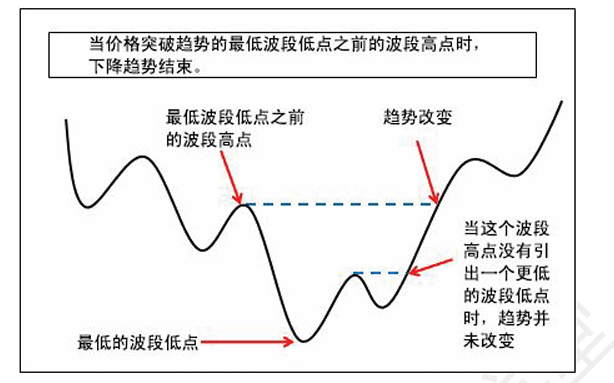 当价格突破趋势的最低波段低点之前的波段高点时，
下降趋势结束。
最低波段低点之前
的波段高点
趋势改变
当这个波段
高点没有引
出一个更低
的波段低点
时，趋势并
未改变
最低的波段低点